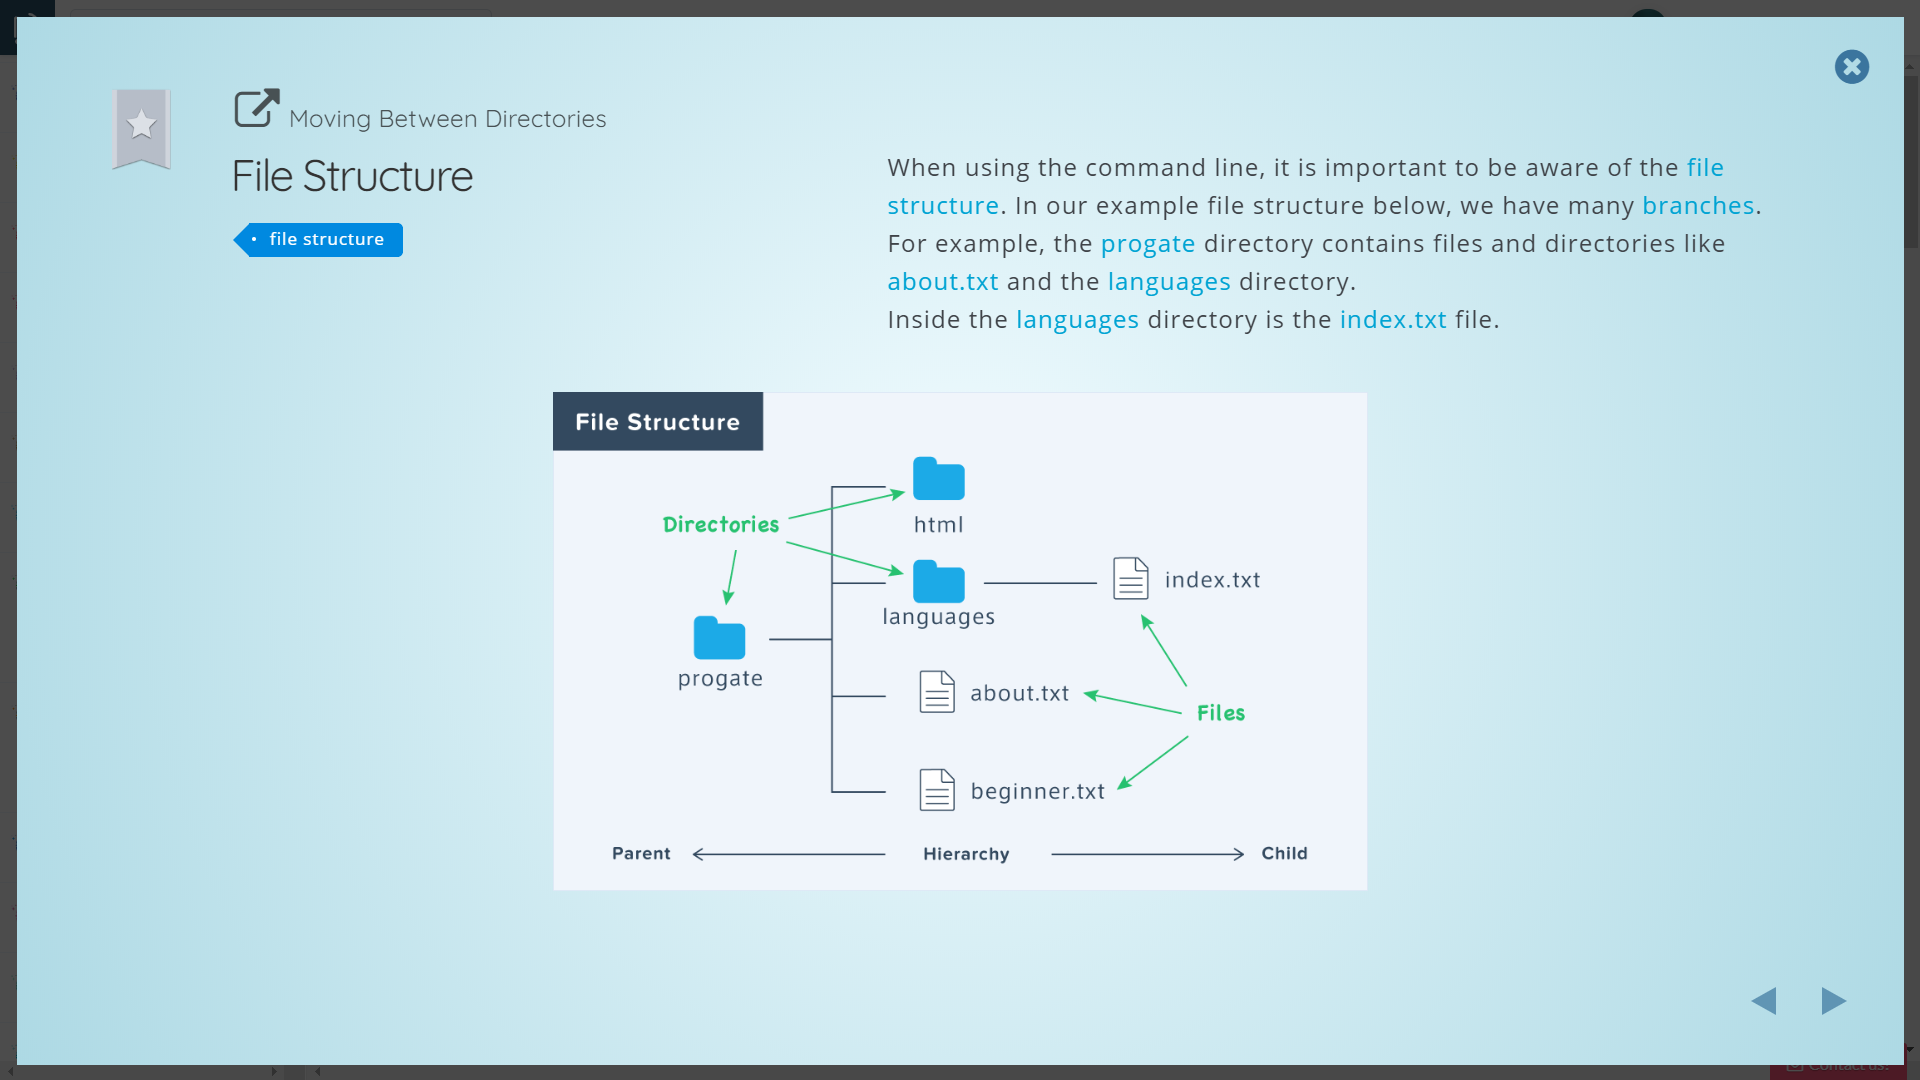 Moving Between Directories
File Structure
• file structure
When using the command line, it is important to be aware of the file
structure. In our example file structure below, we have many branches.
For example, the progate directory contains files and directories like
about.txt and the languages directory.
Inside the languages directory is the index.txt file.
File Structure
Directories
html
index.txt
languages
progate
about.txt
Files
beginner.txt
Parent
Hierarchy
Child
Contact us!